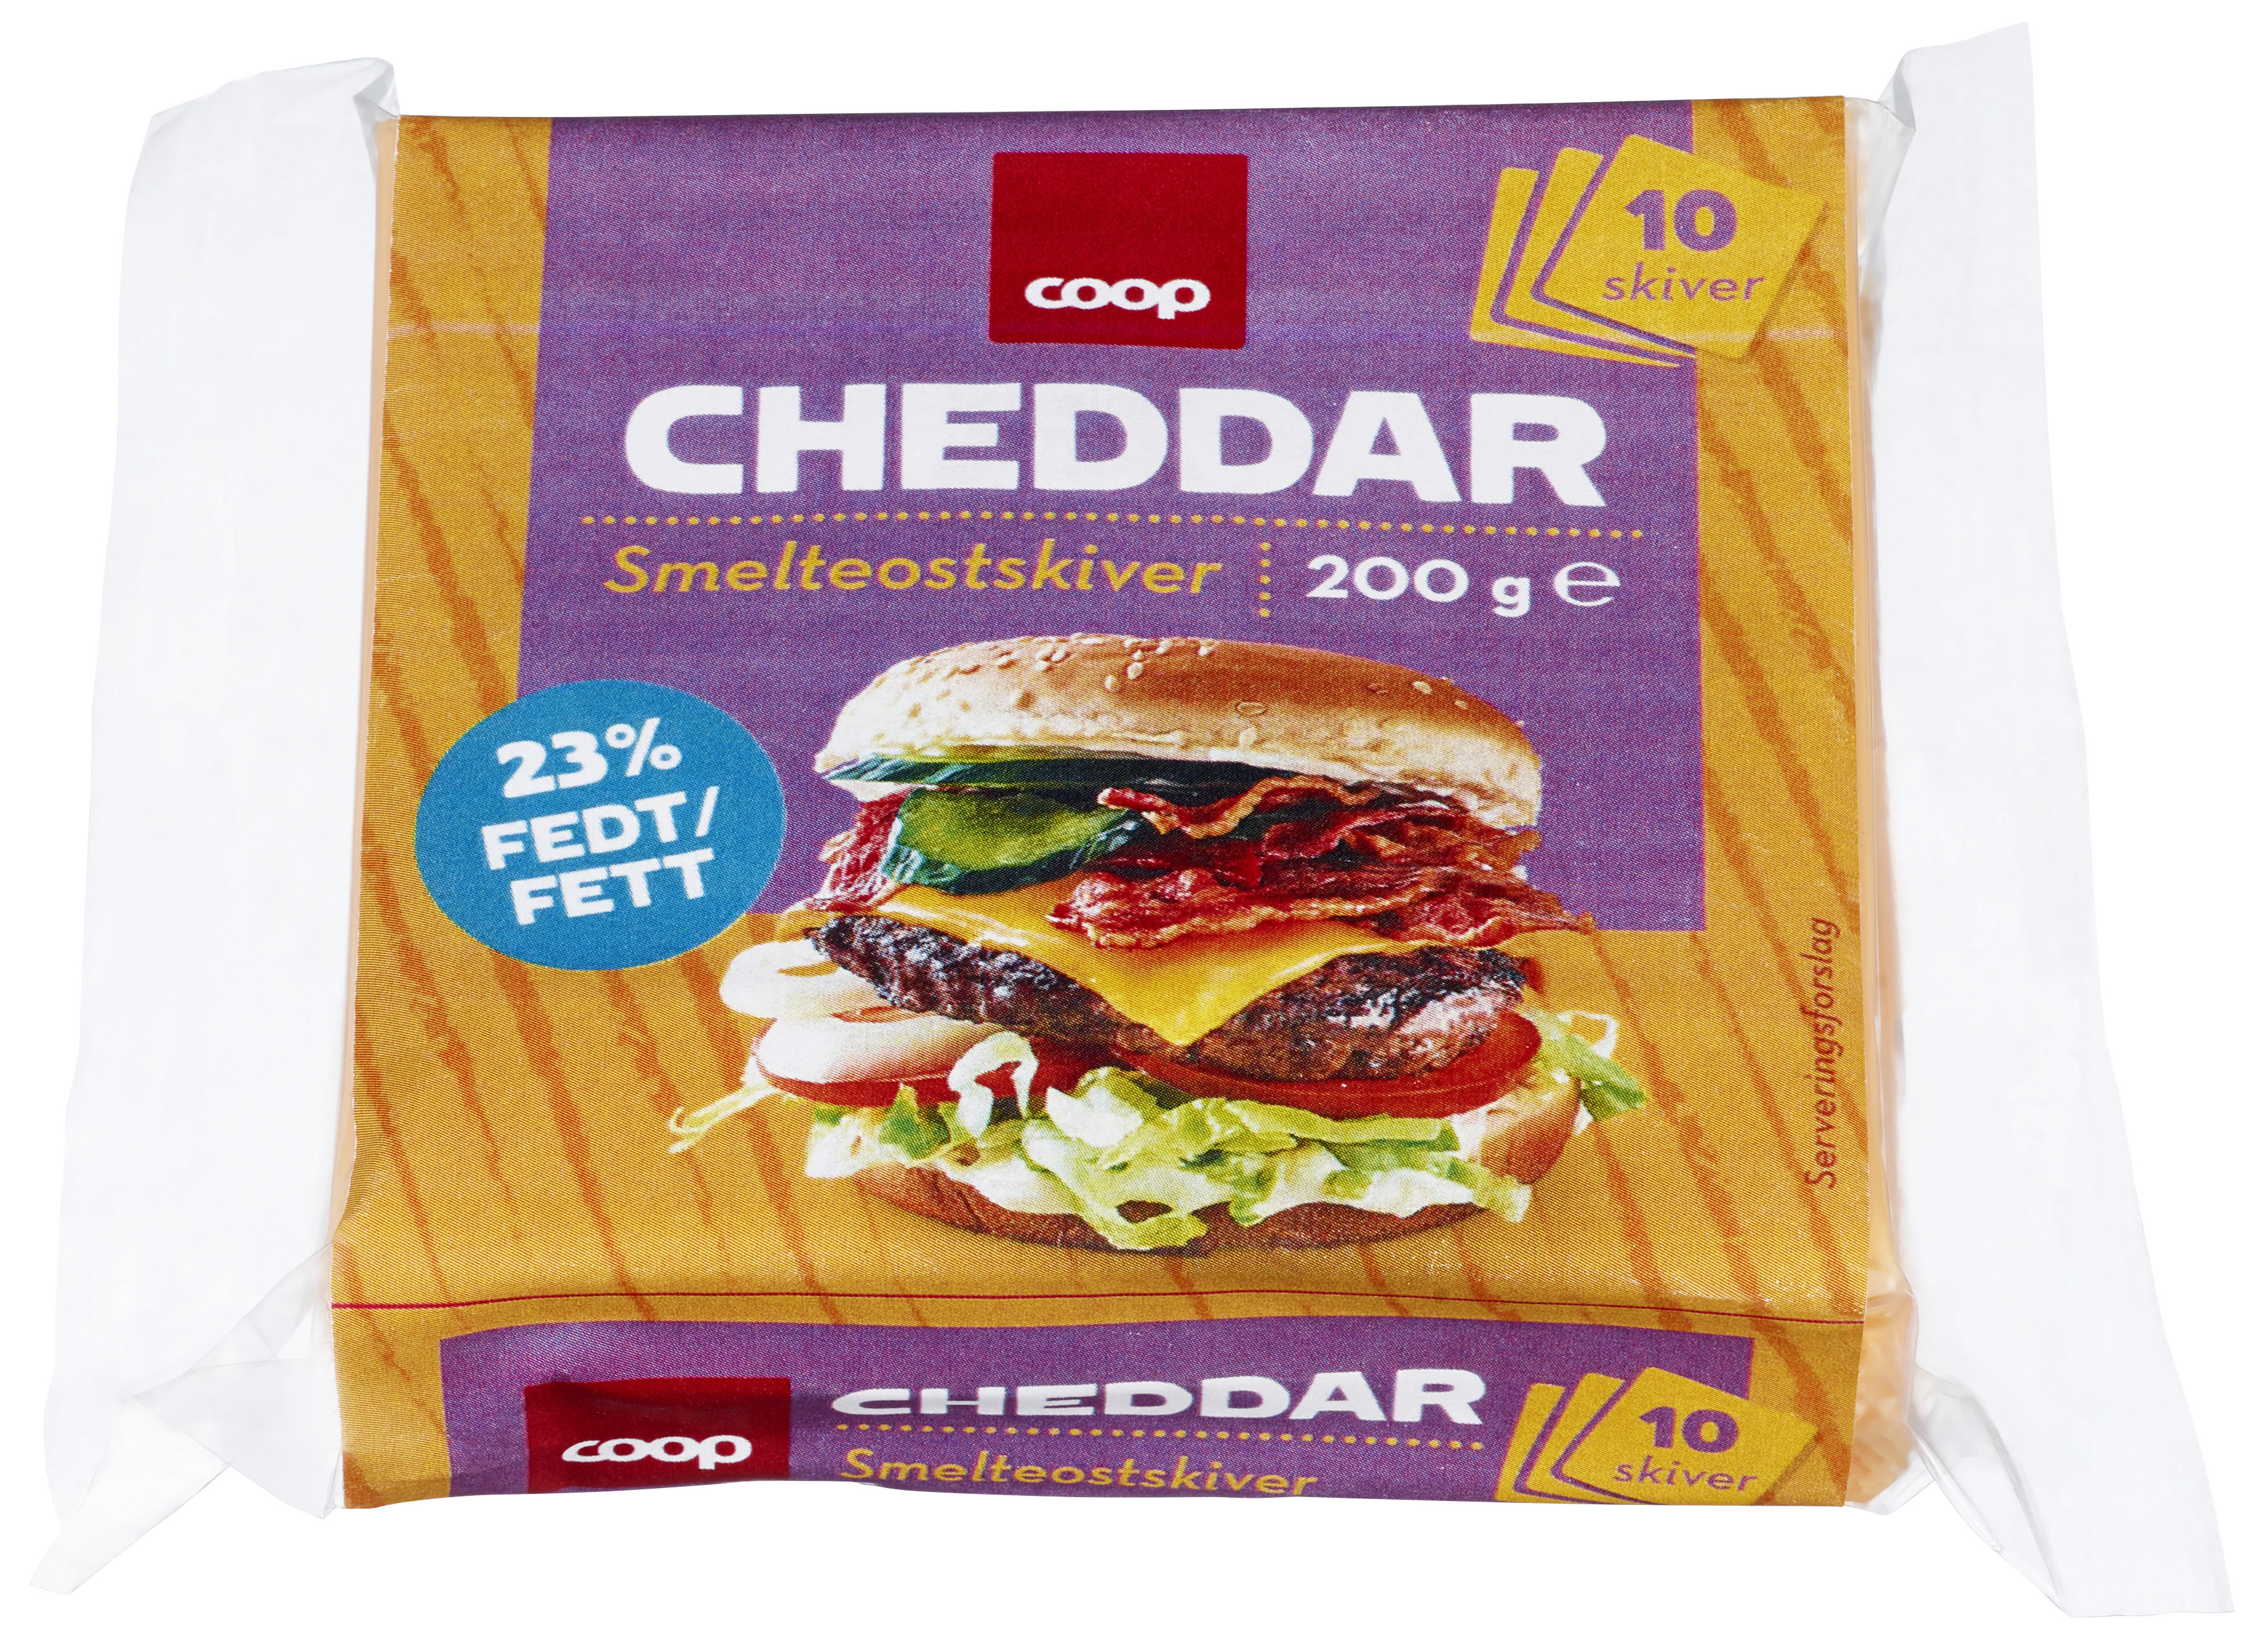 coop
10
skiver
CHEDDAR
Smelteostskiver
200 g e
23%
FEDT/
FETT
Serveringsforslag
coop
CHEDDAR
Smelteostskiver
10
skiver